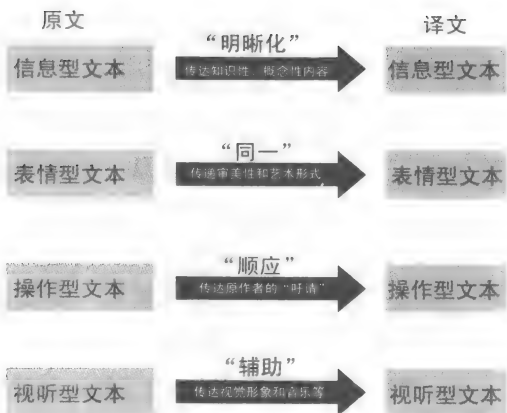 原文
译文
“明晰化”
信息型文本
传达知识性、概念性内容
信息型文本
“同一”
表情型文本
传递审美性和艺术形式
表情型文本
“顺应”
操作型文本
传达原作者的“吁请”
操作型文本
“辅助”
视听型文本
传达视觉形象和音乐等
视听型文本